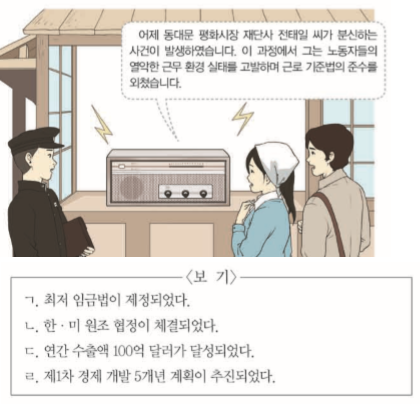 어제 동대문 평화시장 재단사 전태일 씨가 분신하는
사건이 발생하였습니다. 이 과정에서 그는 노동자들의
열악한 근무 환경 실태를 고발하며 근로 기준법의 준수를
외쳤습니다.
<보 기>
ㄱ. 최저 임금법이 제정되었다.
ㄴ. 한·미 원조 협정이 체결되었다.
ㄷ. 연간 수출액 100억 달러가 달성되었다.
ㄹ. 제1차 경제 개발 5개년 계획이 추진되었다.